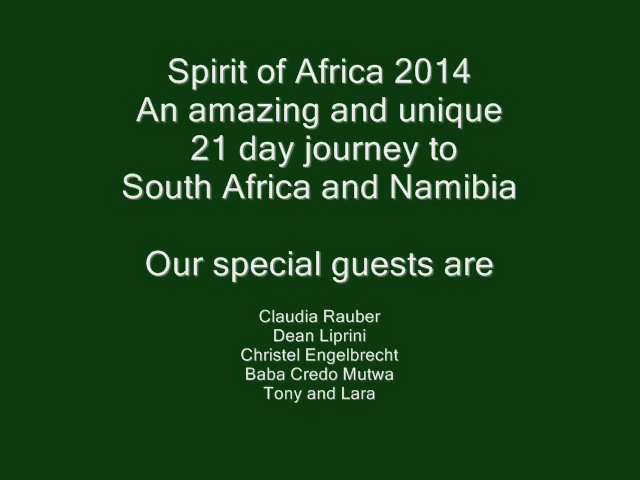 Spirit of Africa 2014
An amazing and unique
21 day journey to
South Africa and Namibia
Our special guests are
Claudia Rauber
Dean Liprini
Christel Engelbrecht
Baba Credo Mutwa
Tony and Lara